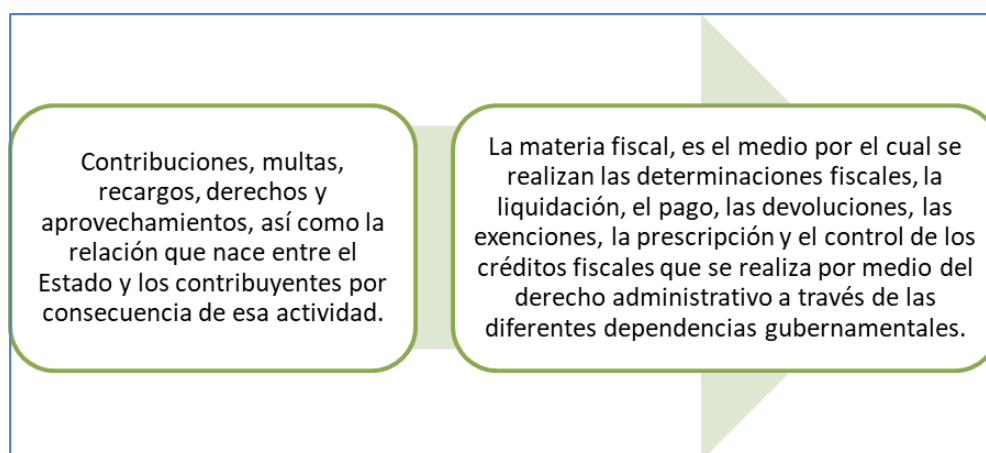 Contribuciones, multas,
recargos, derechos y
aprovechamientos, así como la
relación que nace entre el
Estado y los contribuyentes por
consecuencia de esa actividad.
La materia fiscal, es el medio por el cual se
realizan las determinaciones fiscales, la
liquidación, el pago, las devoluciones, las
exenciones, la prescripción y el control de los
créditos fiscales que se realiza por medio del
derecho administrativo a través de las
diferentes dependencias gubernamentales.